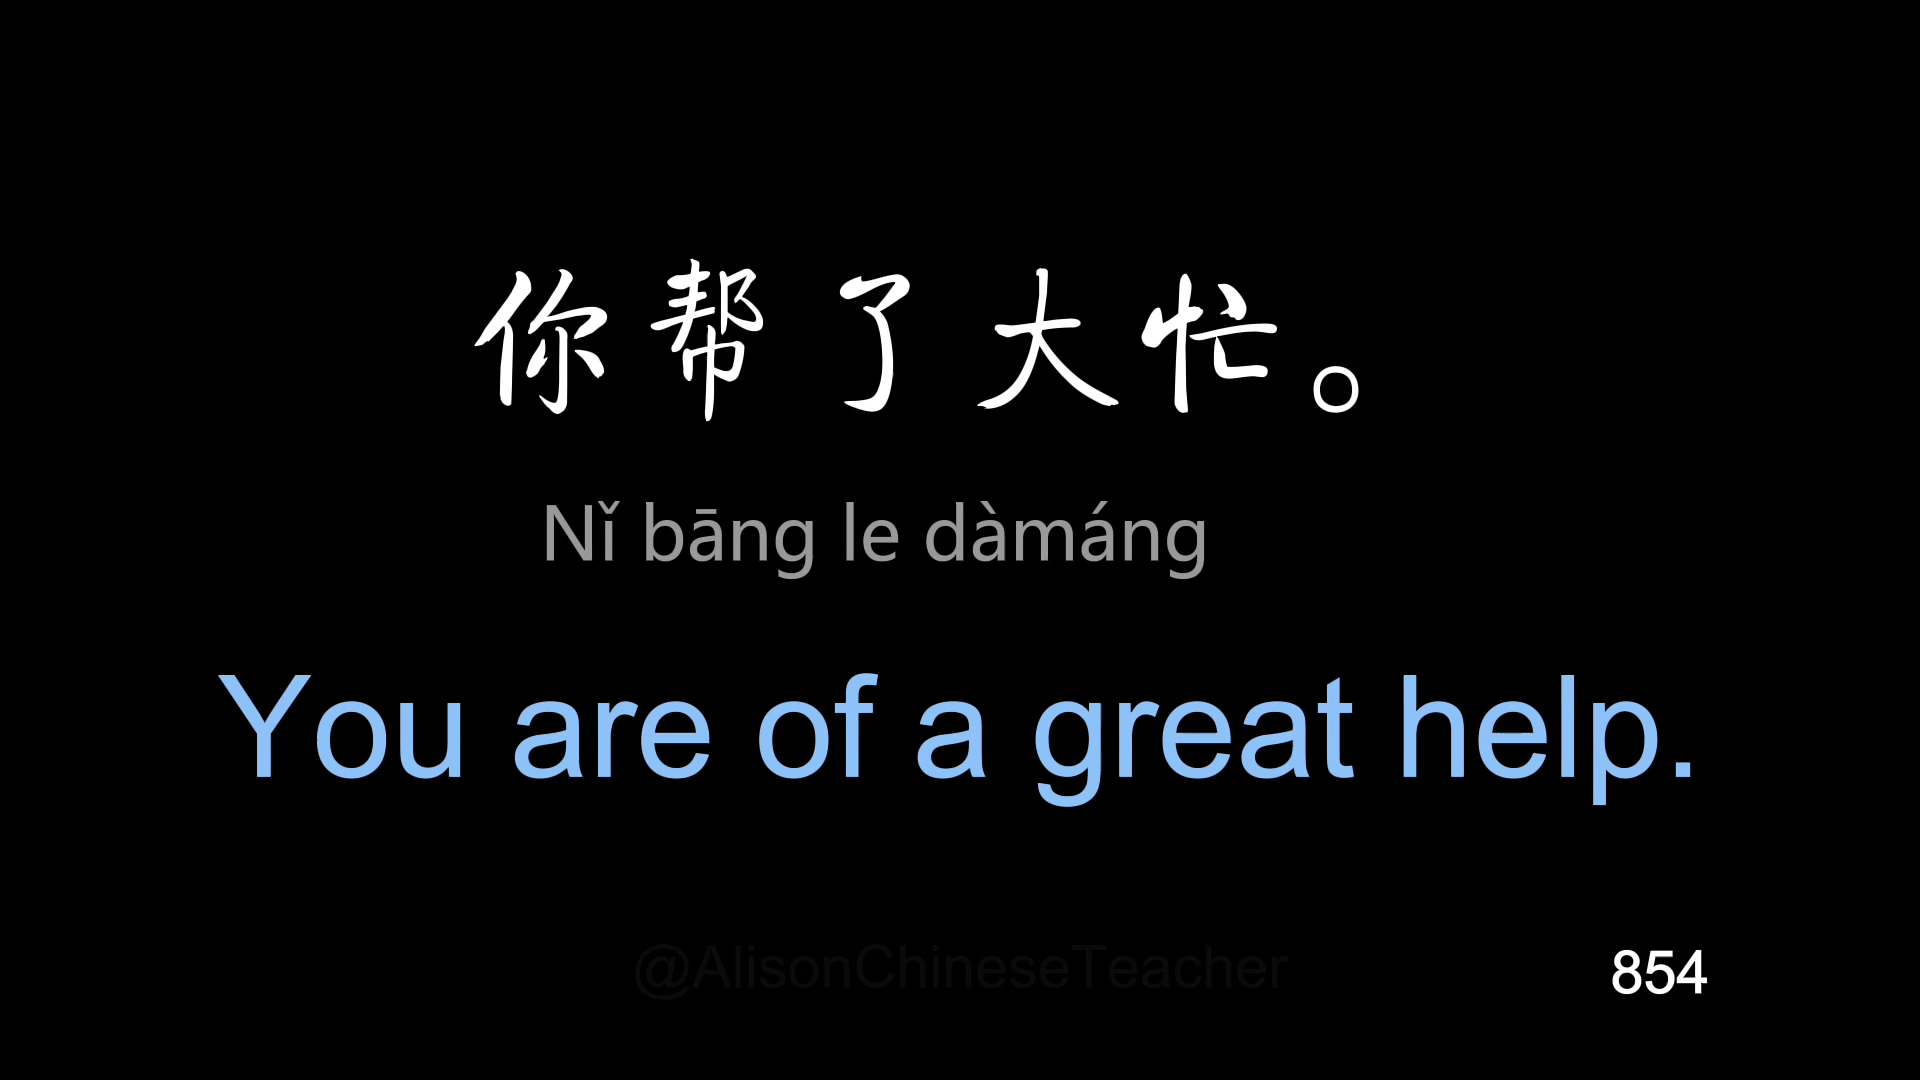 你帮了大忙。
Nǐ bāng le dàmáng
You are of a great help.
@AlisonChineseTeacher
854